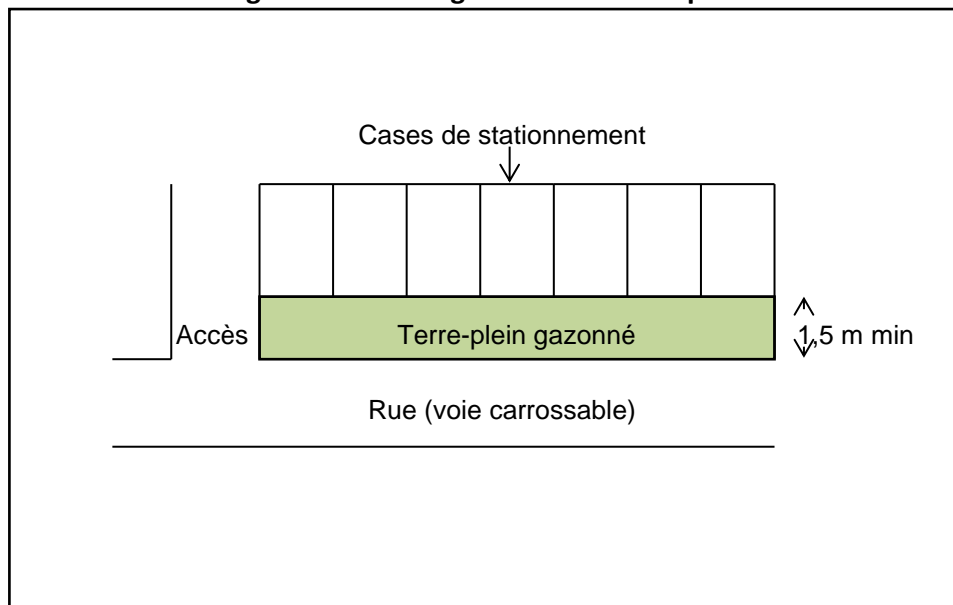 Cases de stationnement
Accès
Terre-plein gazonné
1,5 m min
Rue (voie carrossable)